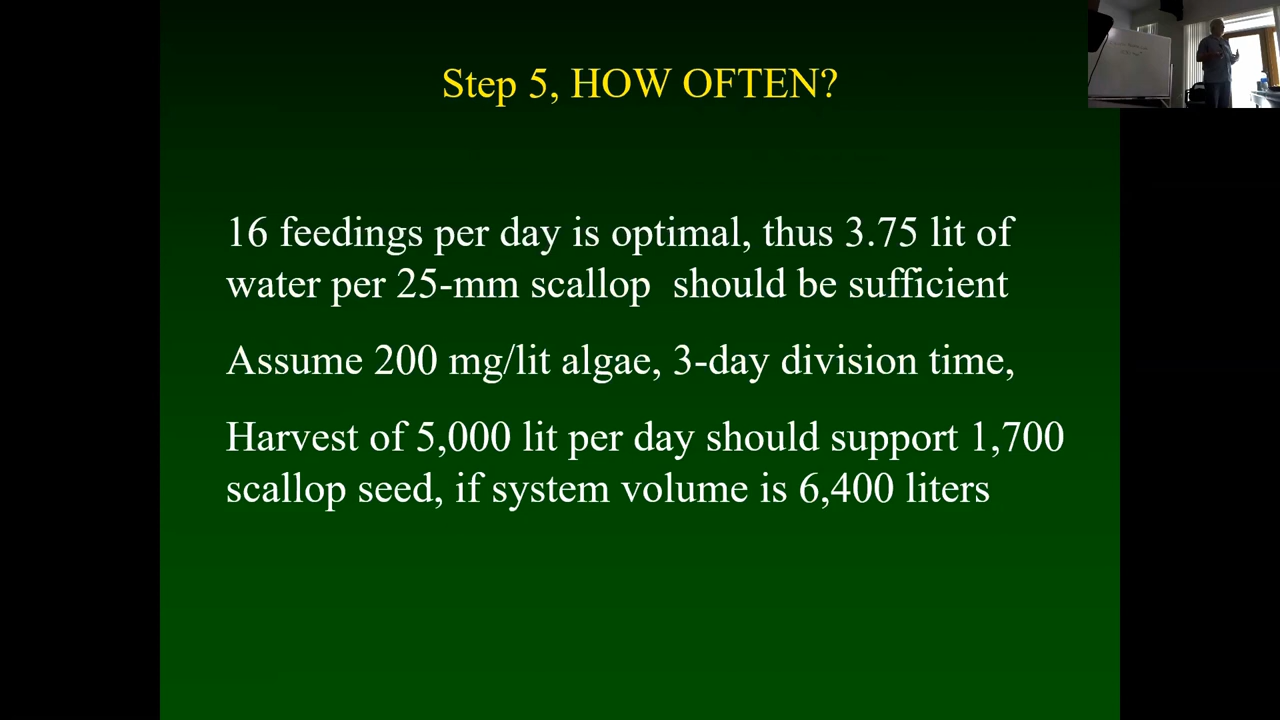 Step 5, HOW OFTEN?
16 feedings per day is optimal, thus 3.75 lit of
water per 25-mm scallop should be sufficient
Assume 200 mg/lit algae, 3-day division time,
Harvest of 5,000 lit per day should support 1,700
scallop seed, if system volume is 6,400 liters